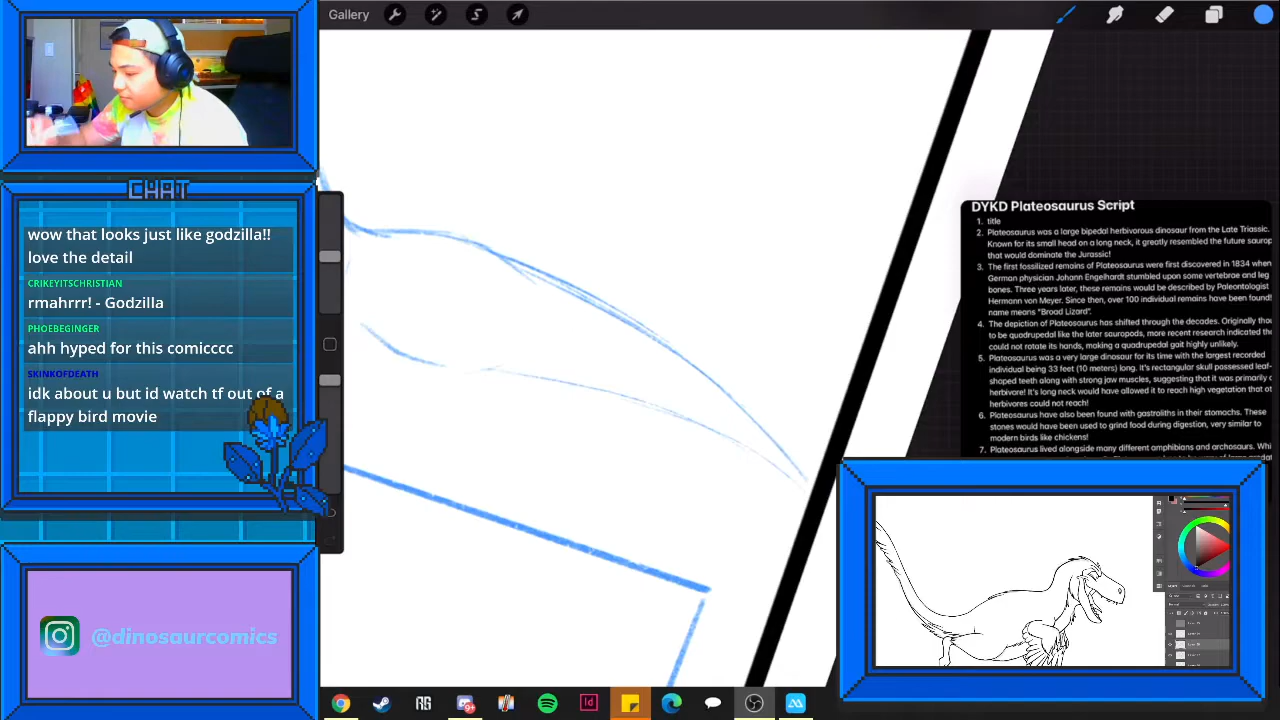 Gallery
CHAT
wow that looks just like godzilla!!
love the detail
CRIKEYITSCHRISTIAN
rmahrrr! - Godzilla
PHOEBEGINGER
ahh hyped for this comicccc
SKINKOFDEATH
idk about u but id watch tf out of a
flappy bird movie
@dinosaurcomics
DYKD Plateosaurus Script
1. title
2. Plateosaurus was a large bipedal herbivorous dinosaur from the Late Triassic.
Known for its small head on a long neck, it greatly resembled the future saurop
that would dominate the Jurassic!
3. The first fossilized remains of Plateosaurus were first discovered in 1834 when
German physician Johann Engelhardt stumbled upon some vertebrae and leg
bones. Three years later, these remains would be described by Paleontologist
Hermann von Meyer. Since then, over 100 individual remains have been found!
name means "Broad Lizard".
4. The depiction of Plateosaurus has shifted through the decades. Originally thou
to be quadrupedal like the later sauropods, more recent research indicated tha
could not rotate its hands, making a quadrupedal gait highly unlikely.
5. Plateosaurus was a very large dinosaur for its time with the largest recorded
individual being 33 feet (10 meters) long. It's rectangular skull possessed leaf-
shaped teeth along with strong jaw muscles, suggesting that it was primarily
herbivore! It's long neck would have allowed it to reach high vegetation that
herbivores could not reach!
6. Plateosaurus have also been found with gastroliths in their stomachs. These
stones would have been used to grind food during digestion, very similar to
modern birds like chickens!
7. Plateosaurus lived alongside many different amphibians and archosaurs. Whi
Id